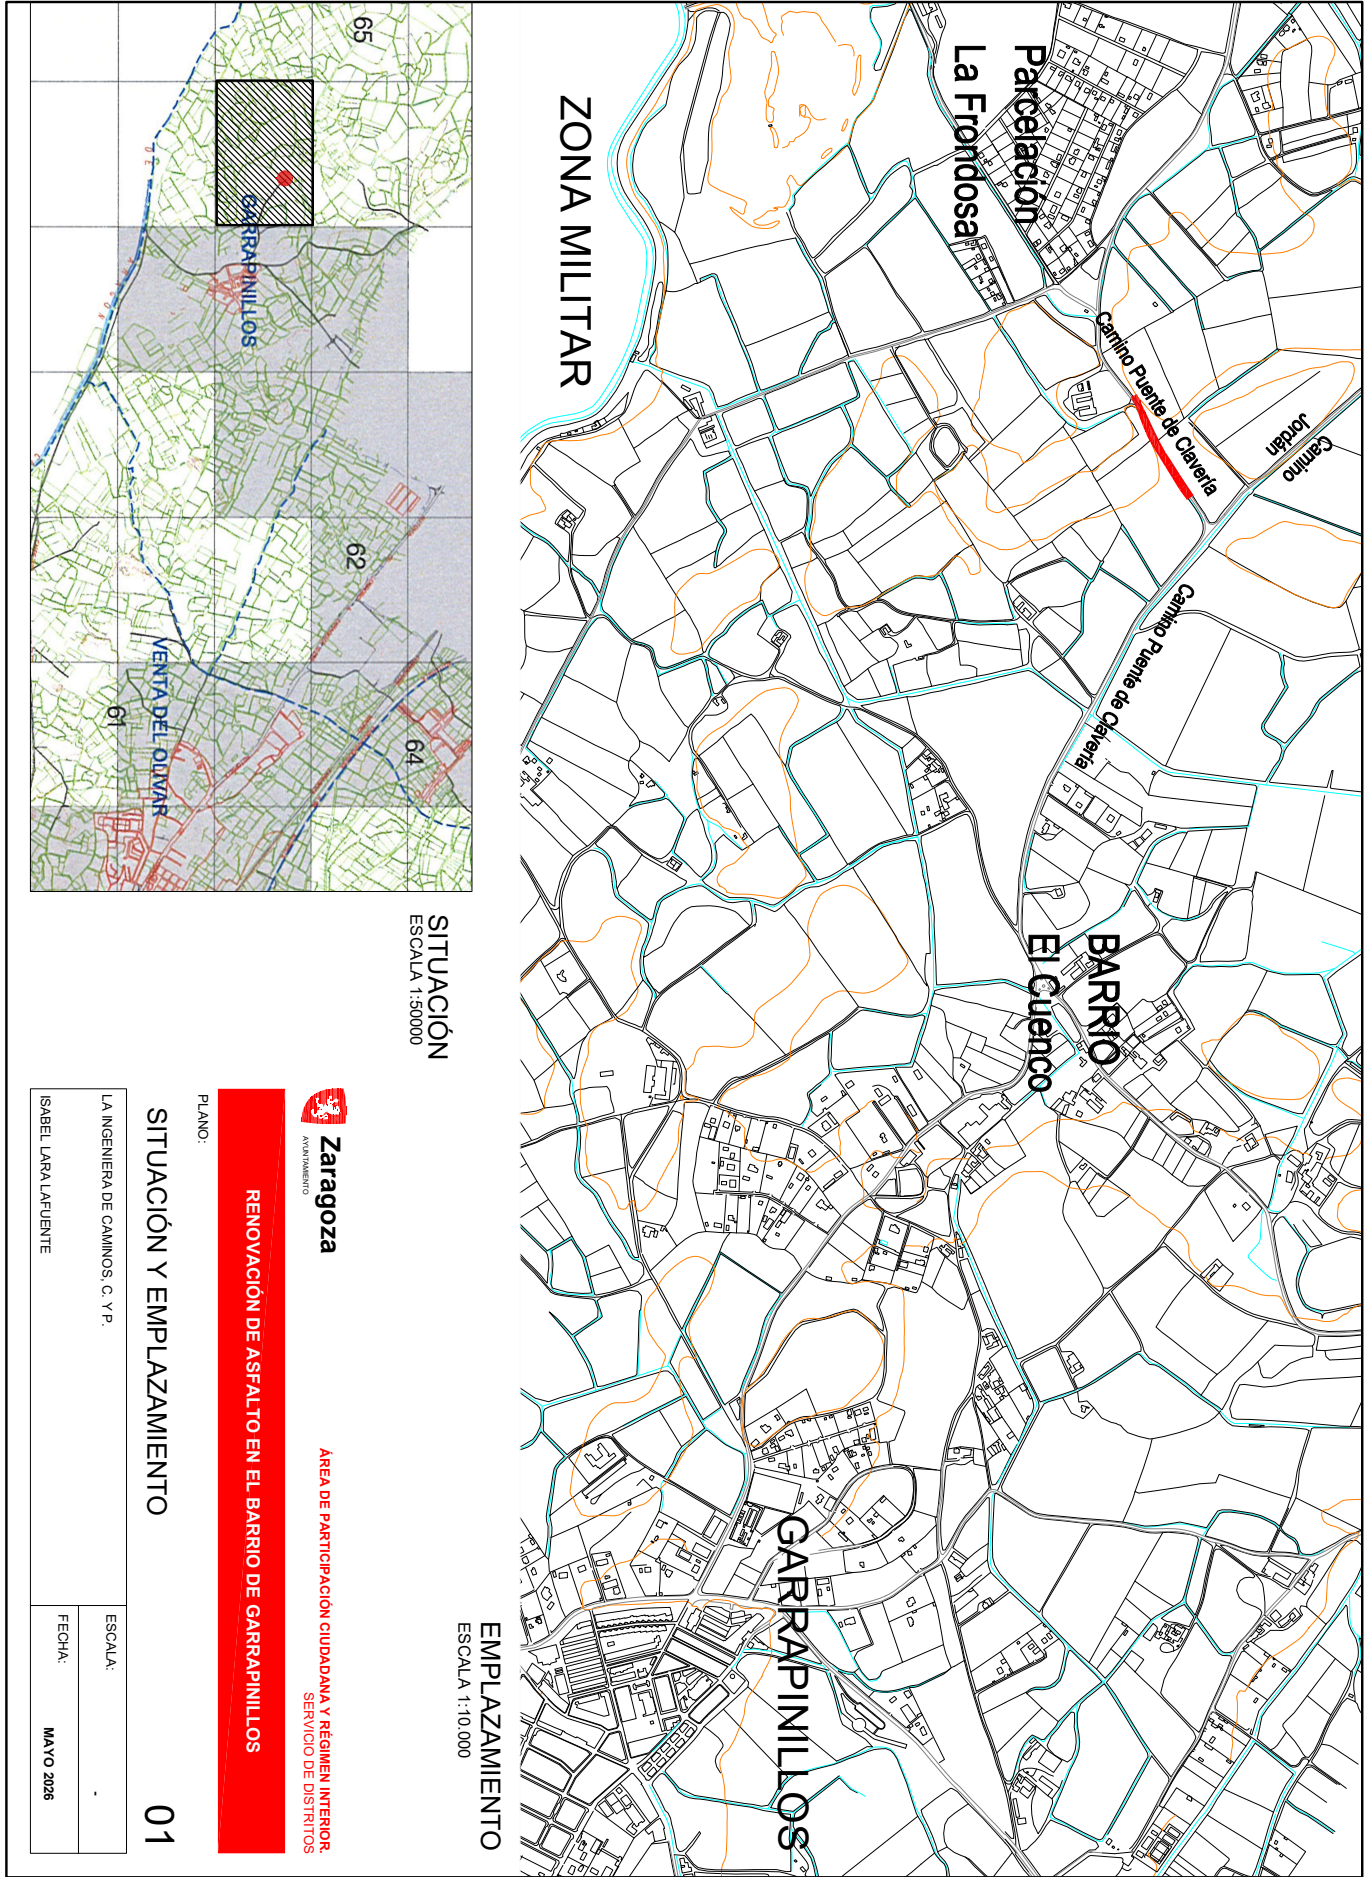 Parcelación
La Frondosa
ZONA MILITAR
Camino Puente de Clavería
Camino
Jordán
Camino Puente de Clavería
BARRIO
El Cuenco
GARRAPINILLOS
65
GARRAPINILLOS
62
VENTA DEL OLIVAR
61
64
SITUACIÓN
ESCALA 1:50000
EMPLAZAMIENTO
ESCALA 1:10.000
Zaragoza
AYUNTAMIENTO
ÁREA DE PARTICIPACIÓN CIUDADANA Y RÉGIMEN INTERIOR.
SERVICIO DE DISTRITOS
RENOVACIÓN DE ASFALTO EN EL BARRIO DE GARRAPINILLOS
PLANO:
SITUACIÓN Y EMPLAZAMIENTO
01
LA INGENIERA DE CAMINOS, C. Y P.
ISABEL LARA LAFUENTE
ESCALA:
-
FECHA:
MAYO 2026